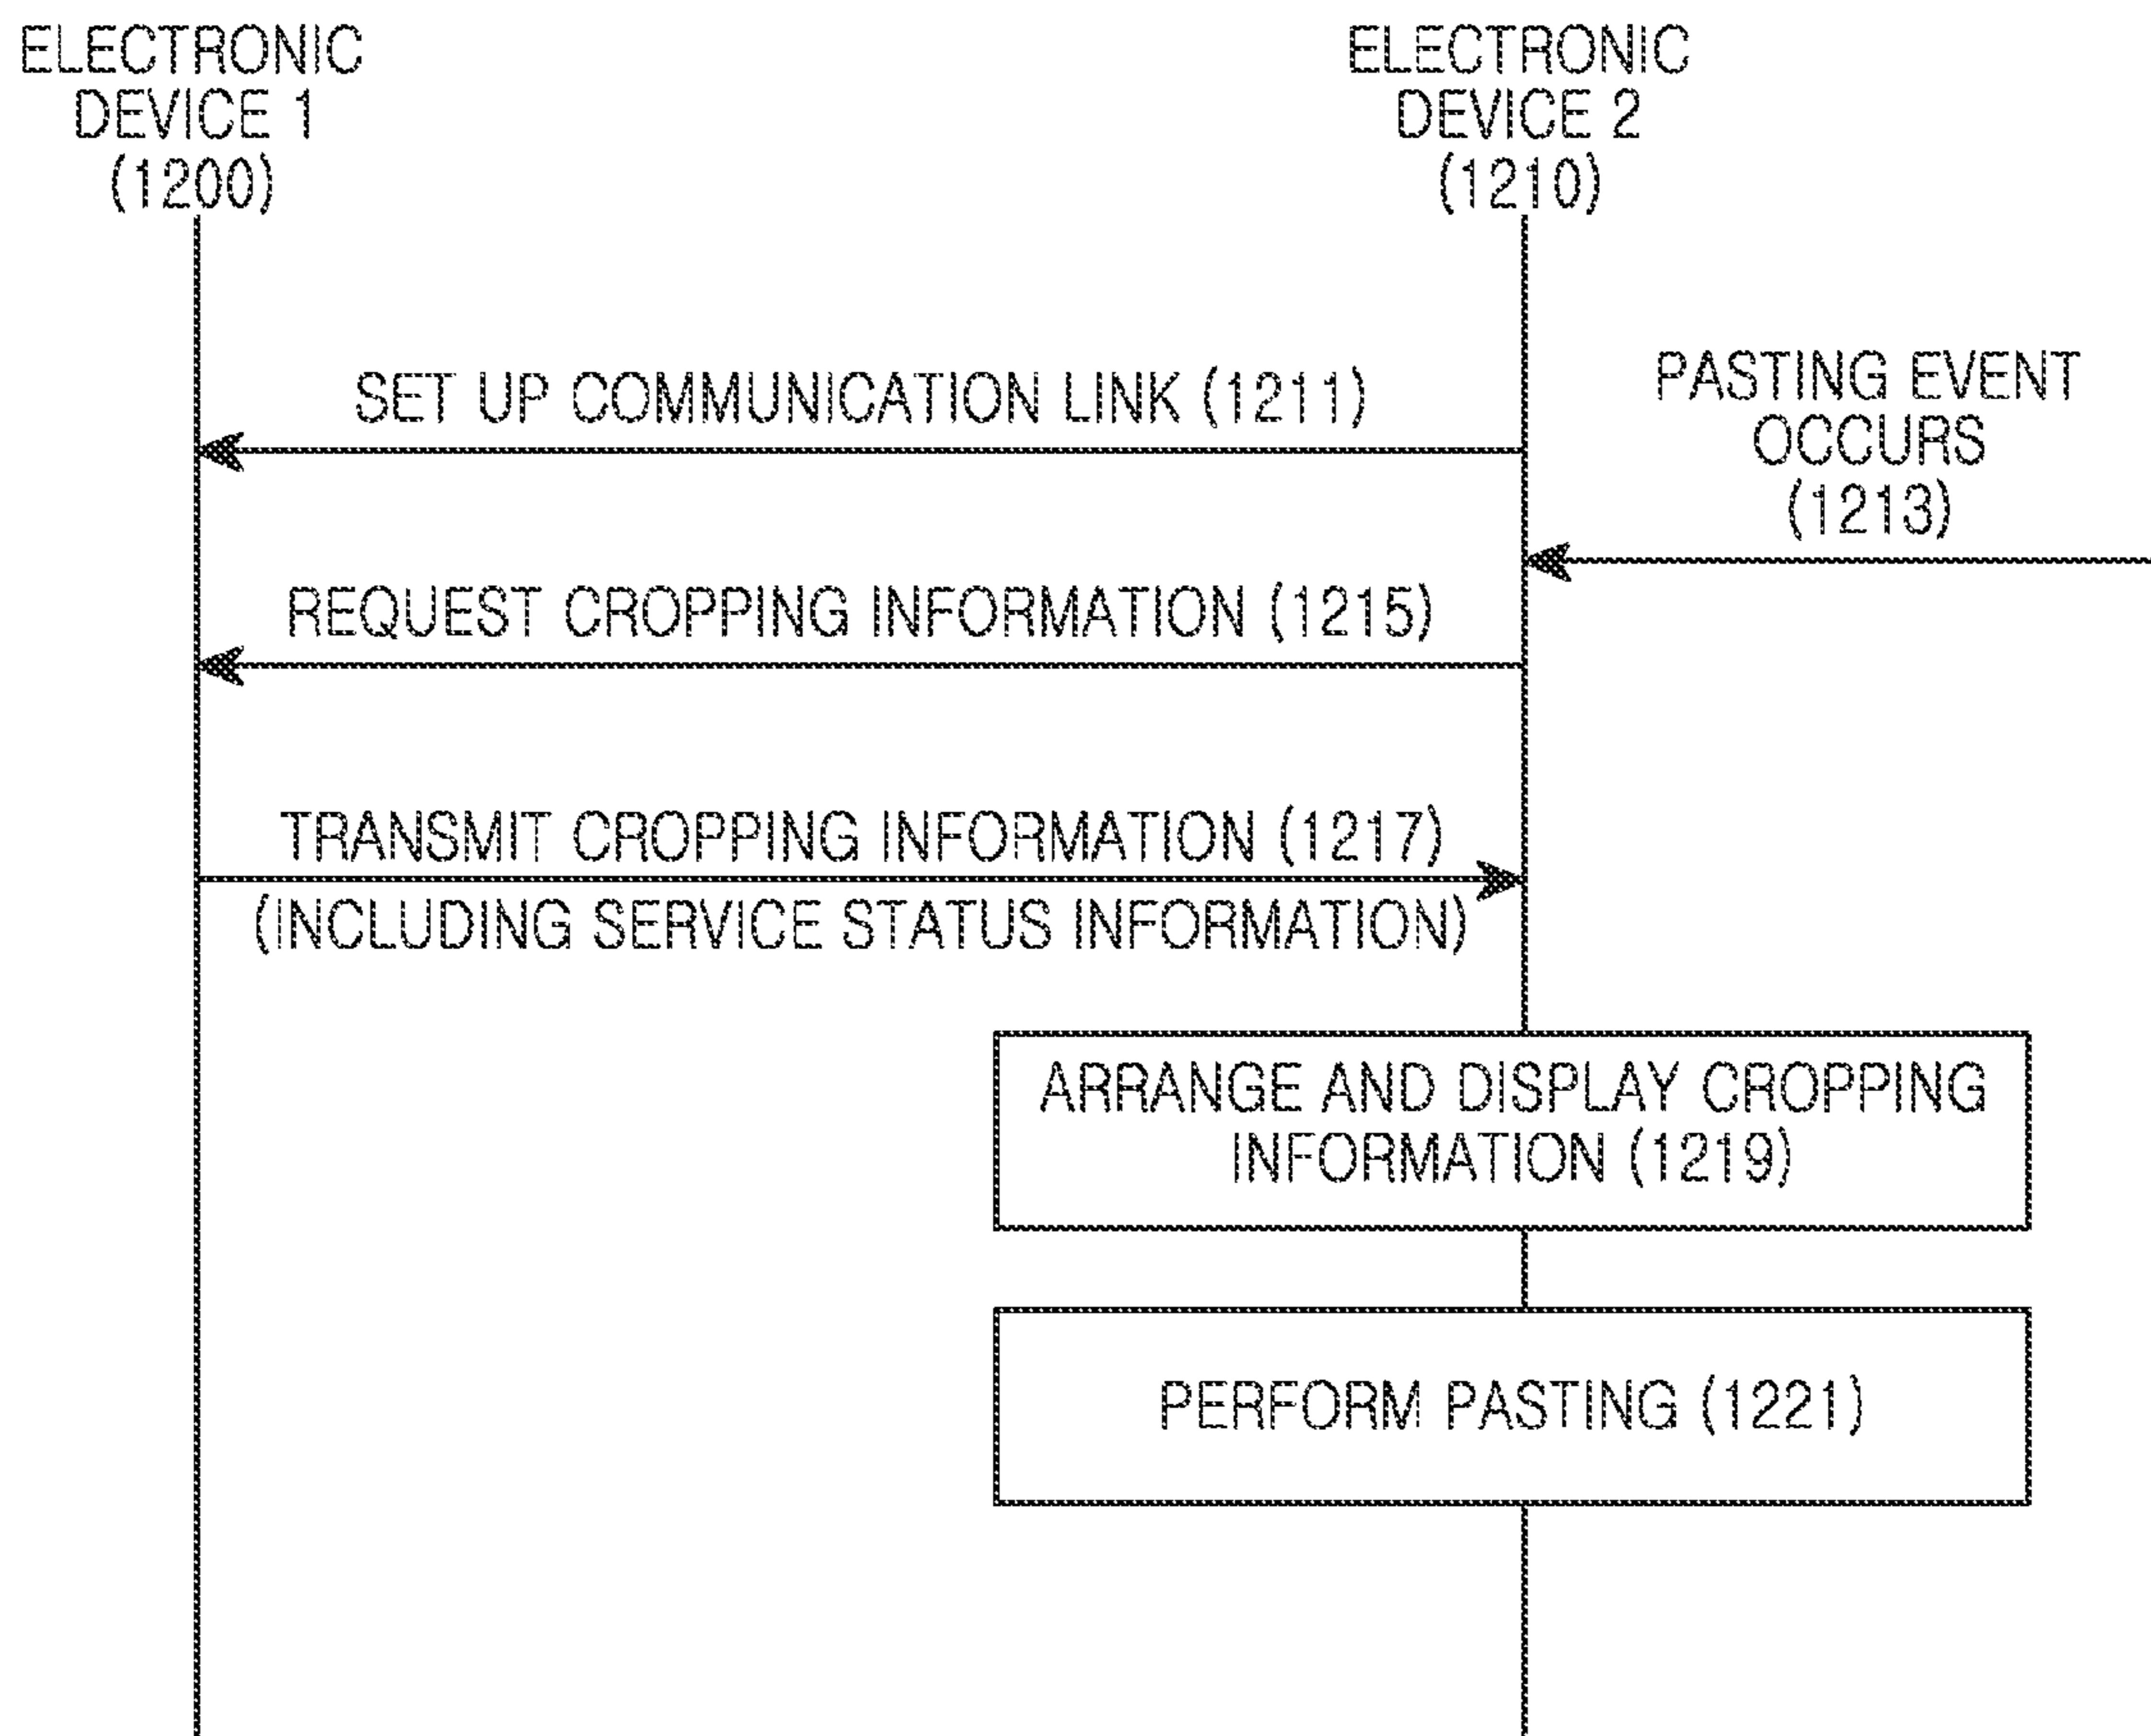 ELECTRONIC
DEVICE 1
(1200)
ELECTRONIC
DEVICE 2
(1210)
SET UP COMMUNICATION LINK (1211)
PASTING EVENT
OCCURS
(1213)
REQUEST CROPPING INFORMATION (1215)
TRANSMIT CROPPING INFORMATION (1217)
(INCLUDING SERVICE STATUS INFORMATION)
ARRANGE AND DISPLAY CROPPING
INFORMATION (1219)
PERFORM PASTING (1221)